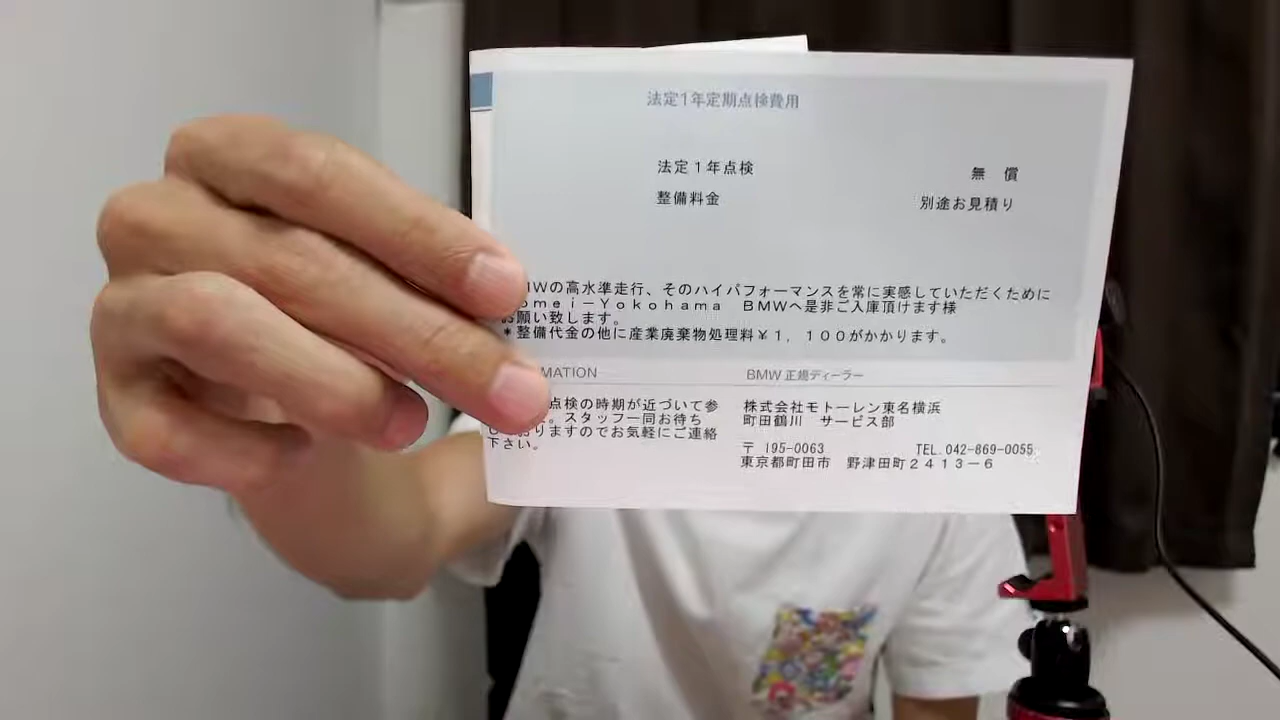 法定1年定期点検費用
法定１年点検 無 償
整備料金 別途お見積り
Wの高水準走行、そのハイパフォーマンスを常に実感していただくために
ｏｍｅｉ－Ｙｏｋｏｈａｍａ ＢＭＷへ是非ご入庫頂けます様
お願い致します。
＊整備代金の他に産業廃棄物処理料￥１，１００がかかります。
MATION
BMW 正規ディーラー
点検の時期が近づいて参
。スタッフ一同お待ち
おりますのでお気軽にご連絡
下さい。
株式会社モトーレン東名横浜
町田鶴川 サービス部
〒 195-0063 TEL.042-869-0055
東京都町田市 野津田町２４１３－６